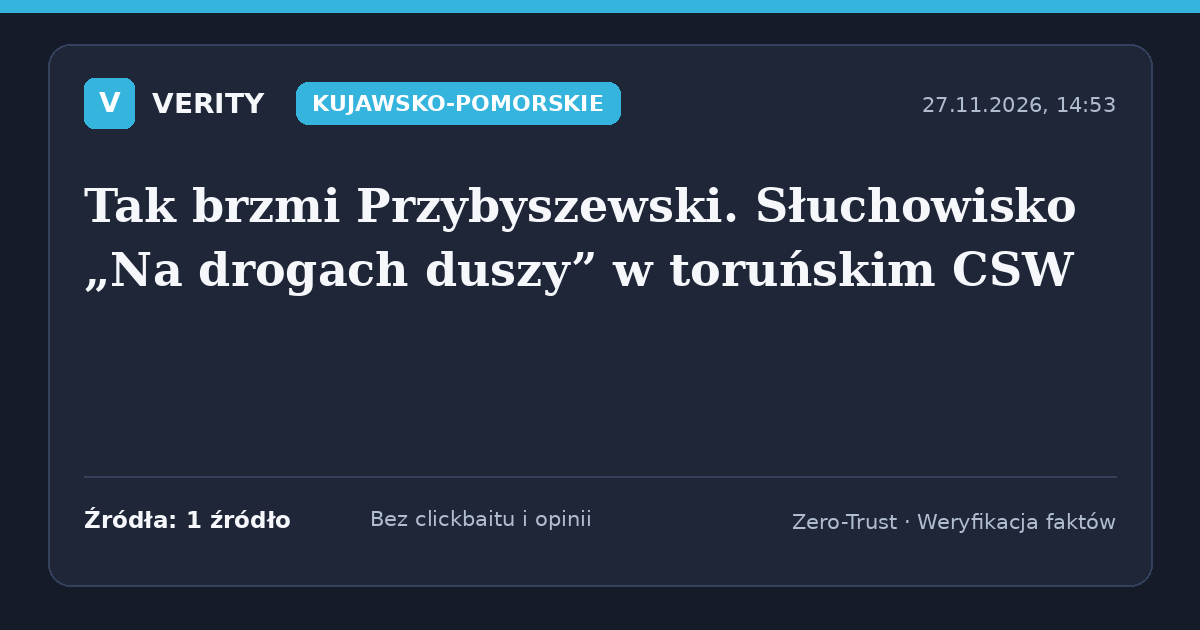 V VERITY KUJAWSKO-POMORSKIE 27.11.2026, 14:53
Tak brzmi Przybyszewski. Słuchowisko
„Na drogach duszy” w toruńskim CSW
Źródła: 1 źródło Bez clickbaitu i opinii Zero-Trust · Weryfikacja faktów